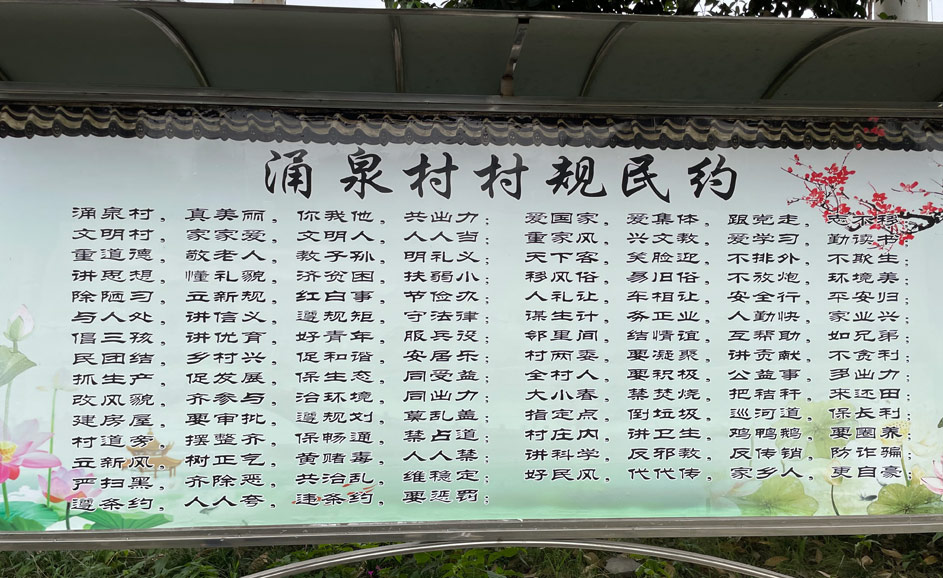 涌泉村村规民约
涌泉村，真美丽，你我他，共出力；
文明村，家家爱，文明人，人人当；
重道德，敬老人，教子孙，明礼义；
讲思想，懂礼貌，济贫困，扶弱小；
除陋习，立新规，红白事，节俭办；
与人处，讲信义，遵规矩，守法律；
倡三孩，讲优育，好青年，服兵役；
民团结，乡村兴，促和谐，安居乐；
抓生产，促发展，保生态，同受益；
改风貌，齐参与，治环境，同出力；
建房屋，要审批，遵规划，莫乱盖；
村道旁，摆整齐，保畅通，禁占道；
立新风，树正气，黄赌毒，人人禁；
严扫黑，齐除恶，共治乱，维稳定；
遵条约，人人夸，违条约，要惩罚；
爱国家，爱集体，跟党走，志不移；
重家风，兴文教，爱学习，勤读书；
天下客，笑脸迎，不排外，不欺生；
移风俗，易旧俗，不放炮，环境美；
人礼让，车相让，安全行，平安归；
谋生计，务正业，人勤快，家业兴；
邻里间，结情谊，互帮助，如兄弟；
村两委，要凝聚，讲贡献，不贪利；
全村人，要积极，公益事，多出力；
大小春，禁焚烧，把秸秆，来还田；
指定点，倒垃圾，巡河道，保长利；
村庄内，讲卫生，鸡鸭鹅，要圈养；
讲科学，反邪教，反传销，防诈骗；
好民风，代代传，家乡人，更自豪；